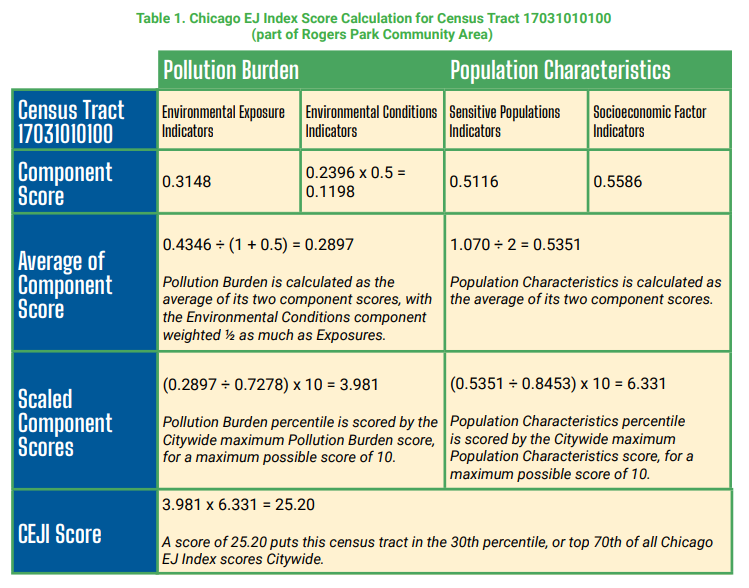 Table 1. Chicago EJ Index Score Calculation for Census Tract 17031010100
(part of Rogers Park Community Area)
Pollution Burden
Population Characteristics
Census Tract
17031010100
Environmental Exposure
Indicators
Environmental Conditions
Indicators
Sensitive Populations
Indicators
Socioeconomic Factor
Indicators
Component
Score
0.3148
0.2396 x 0.5 =
0.1198
0.5116
0.5586
Average of
Component
Score
0.4346 ÷ (1 + 0.5) = 0.2897
Pollution Burden is calculated as the
average of its two component scores, with
the Environmental Conditions component
weighted ½ as much as Exposures.
1.070 ÷ 2 = 0.5351
Population Characteristics is calculated as
the average of its two component scores.
Scaled
Component
Scores
(0.2897 ÷ 0.7278) x 10 = 3.981
Pollution Burden percentile is scored by the
Citywide maximum Pollution Burden score,
for a maximum possible score of 10.
(0.5351 ÷ 0.8453) x 10 = 6.331
Population Characteristics percentile
is scored by the Citywide maximum
Population Characteristics score, for a
maximum possible score of 10.
CEJI Score
3.981 x 6.331 = 25.20
A score of 25.20 puts this census tract in the 30th percentile, or top 70th of all Chicago
EJ Index scores Citywide.